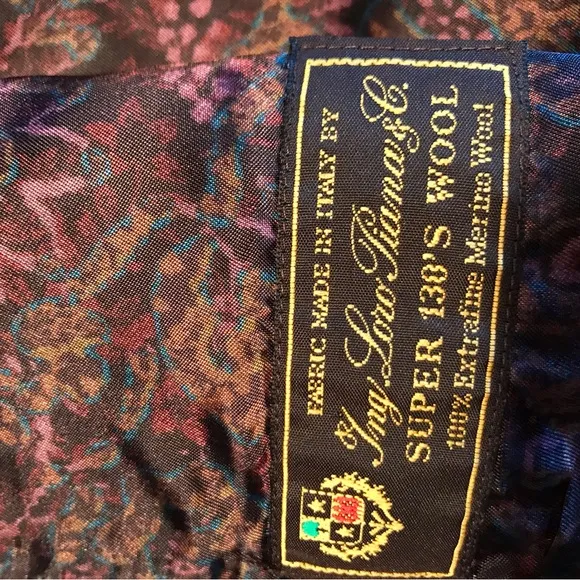 FABRIC MADE IN ITALY BY
Ing. Loro Piana & C.
SUPER 130'S WOOL
100% Extrafine Merino Wool